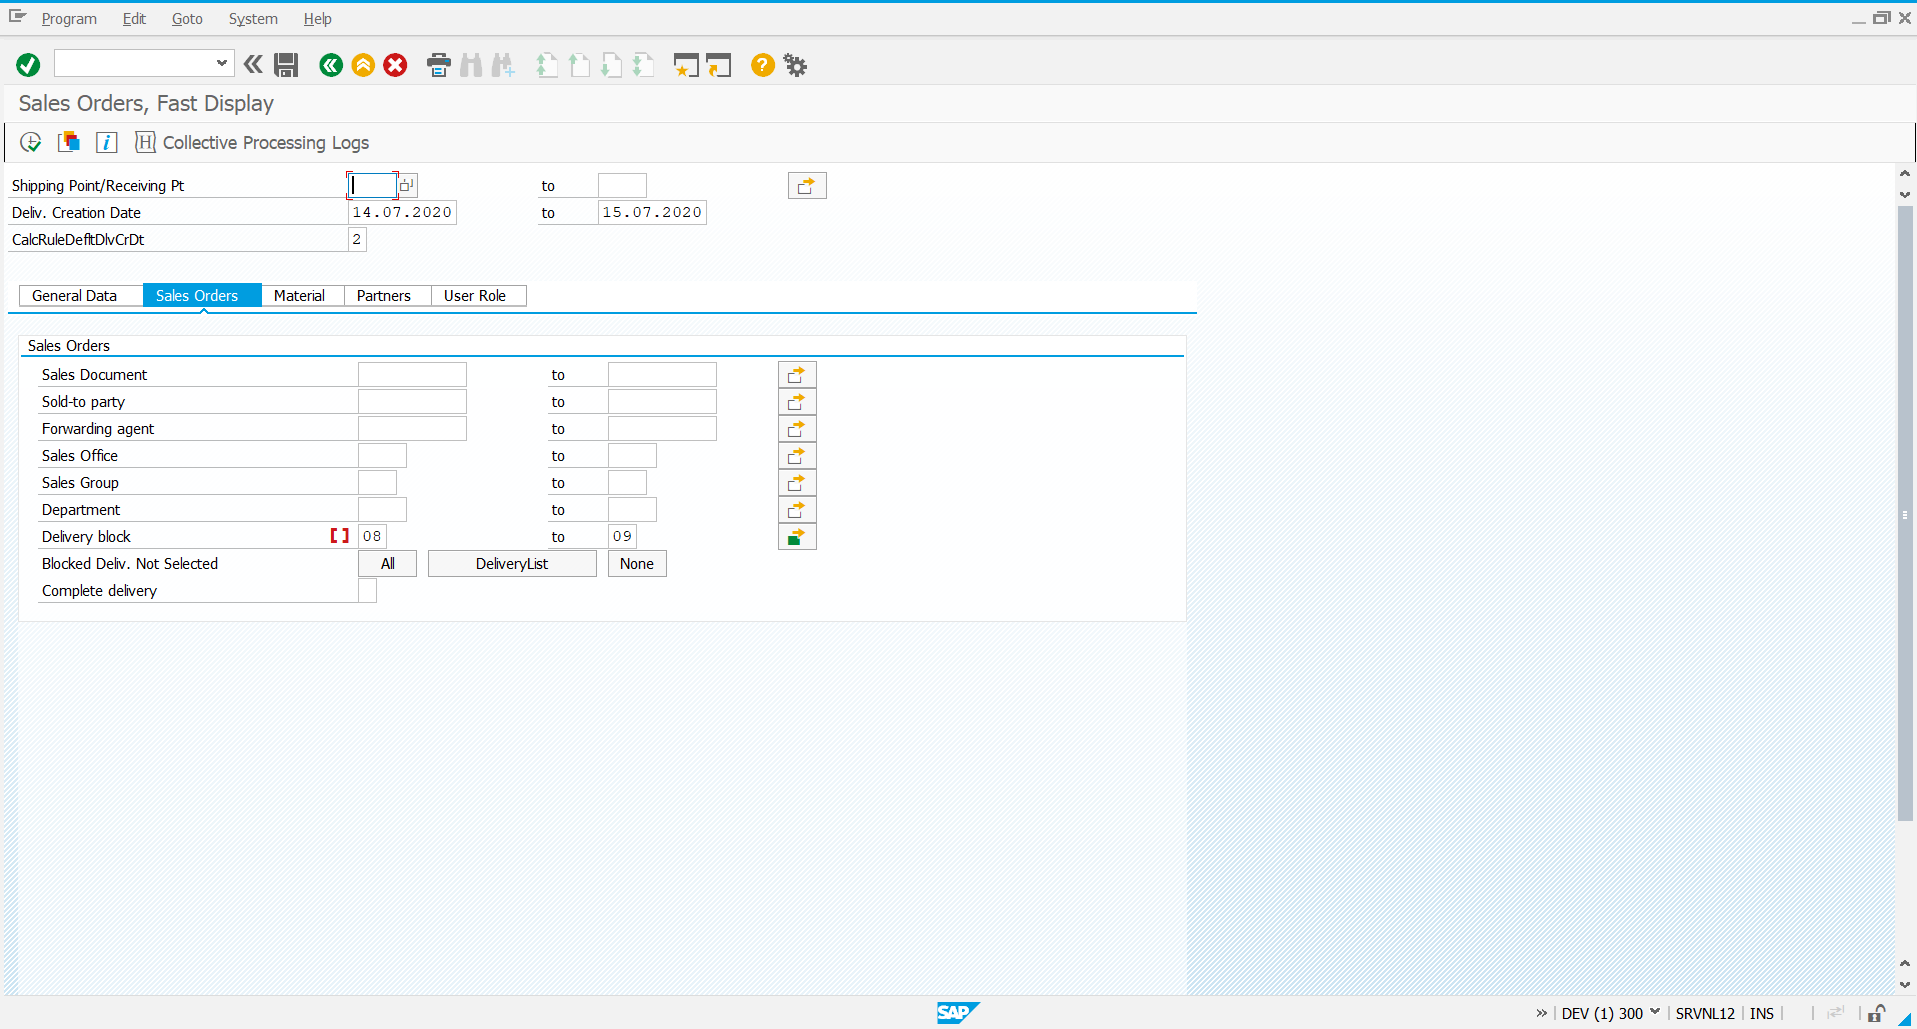 Program Edit Goto System Help
Sales Orders, Fast Display
Collective Processing Logs
Shipping Point/Receiving Pt to
Deliv. Creation Date 14.07.2020 to 15.07.2020
CalcRuleDefltDlvCrDt 2
General Data Sales Orders Material Partners User Role
Sales Orders
Sales Document to
Sold-to party to
Forwarding agent to
Sales Office to
Sales Group to
Department to
Delivery block 08 to 09
Blocked Deliv. Not Selected All DeliveryList None
Complete delivery
SAP DEV (1) 300 SRVNL12 INS